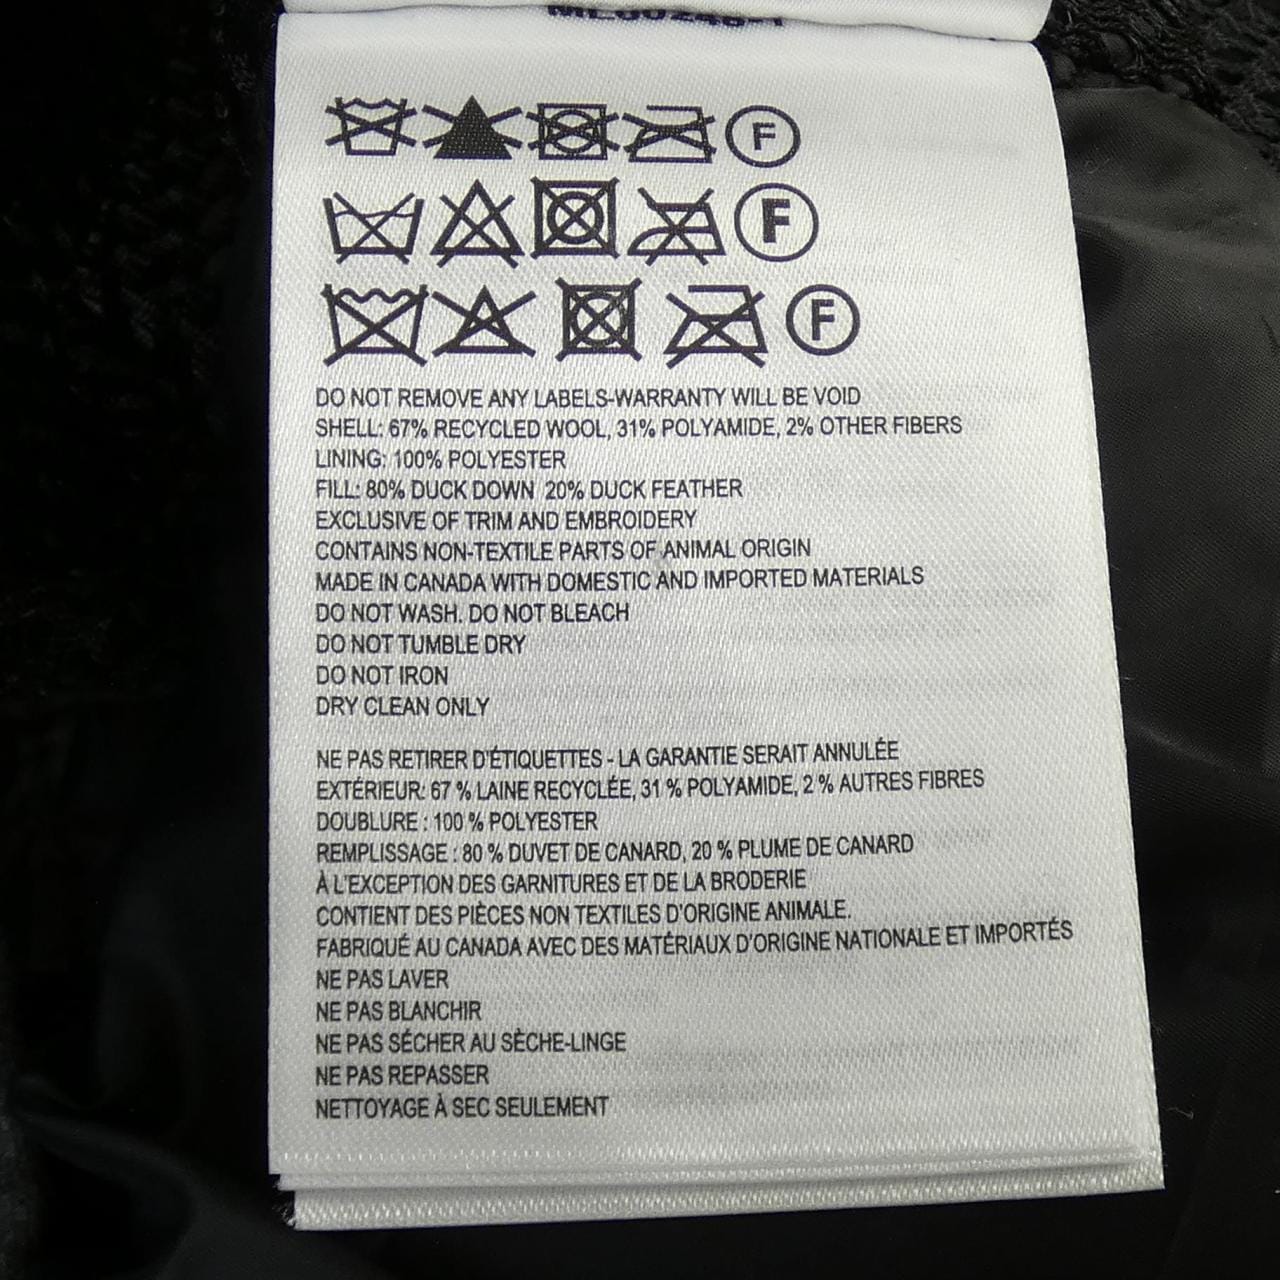 F
F
F
DO NOT REMOVE ANY LABELS-WARRANTY WILL BE VOID
SHELL: 67% RECYCLED WOOL, 31% POLYAMIDE, 2% OTHER FIBERS
LINING: 100% POLYESTER
FILL: 80% DUCK DOWN 20% DUCK FEATHER
EXCLUSIVE OF TRIM AND EMBROIDERY
CONTAINS NON-TEXTILE PARTS OF ANIMAL ORIGIN
MADE IN CANADA WITH DOMESTIC AND IMPORTED MATERIALS
DO NOT WASH. DO NOT BLEACH
DO NOT TUMBLE DRY
DO NOT IRON
DRY CLEAN ONLY
NE PAS RETIRER D'ÉTIQUETTES - LA GARANTIE SERAIT ANNULÉE
EXTÉRIEUR: 67 % LAINE RECYCLÉE, 31 % POLYAMIDE, 2 % AUTRES FIBRES
DOUBLURE : 100 % POLYESTER
REMPLISSAGE : 80 % DUVET DE CANARD, 20 % PLUME DE CANARD
À L'EXCEPTION DES GARNITURES ET DE LA BRODERIE
CONTIENT DES PIÈCES NON TEXTILES D'ORIGINE ANIMALE.
FABRIQUÉ AU CANADA AVEC DES MATÉRIAUX D'ORIGINE NATIONALE ET IMPORTÉS
NE PAS LAVER
NE PAS BLANCHIR
NE PAS SÉCHER AU SÈCHE-LINGE
NE PAS REPASSER
NETTOYAGE À SEC SEULEMENT